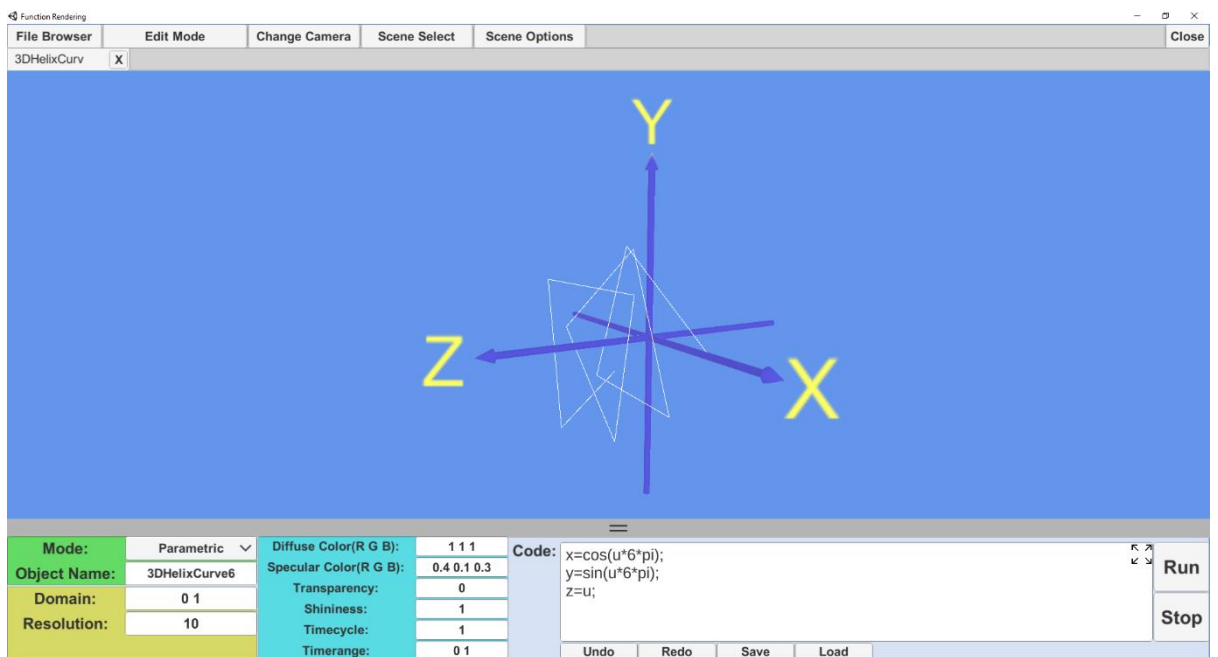 Function Rendering
File Browser Edit Mode Change Camera Scene Select Scene Options Close
3DHelixCurv X
Y
Z
X
Mode: Parametric
Object Name: 3DHelixCurve6
Domain: 0 1
Resolution: 10
Diffuse Color(R G B): 1 1 1
Specular Color(R G B): 0.4 0.1 0.3
Transparency: 0
Shininess: 1
Timecycle: 1
Timerange: 0 1
Code:
x=cos(u*6*pi);
y=sin(u*6*pi);
z=u;
Run
Stop
Undo Redo Save Load